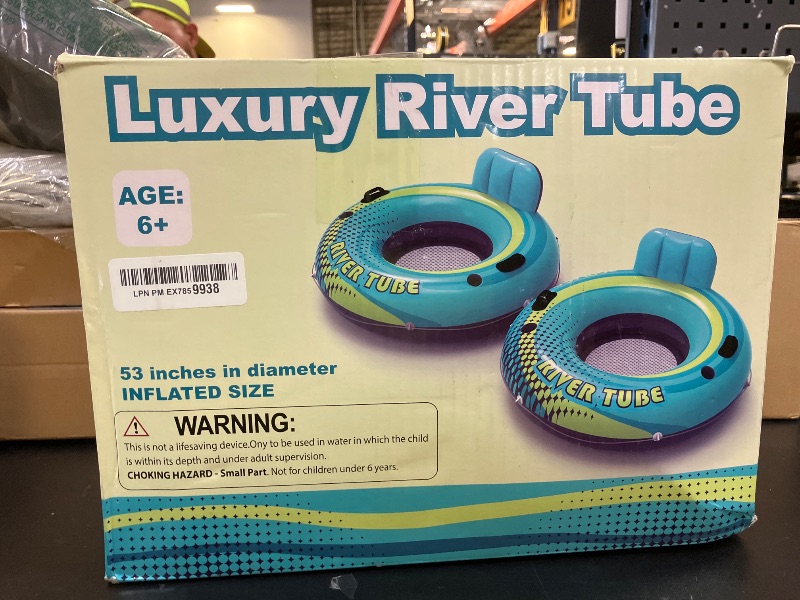 Luxury River Tube
AGE:
6+
LPN PM EX7859938
RIVER TUBE
RIVER TUBE
53 inches in diameter
INFLATED SIZE
WARNING:
This is not a lifesaving device.Ony to be used in water in which the child
is within its depth and under adult supervision.
CHOKING HAZARD - Small Part. Not for children under 6 years.